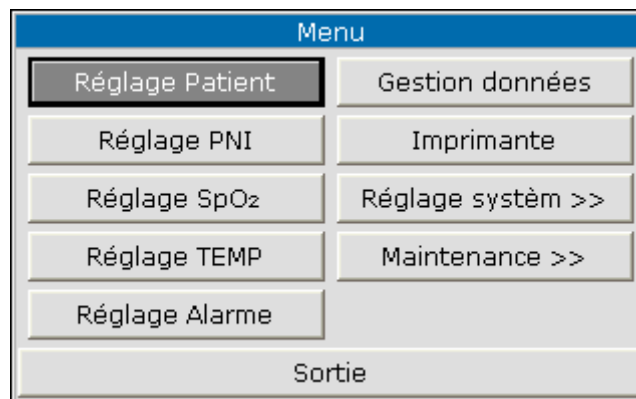 Menu
Réglage Patient
Gestion données
Réglage PNI
Imprimante
Réglage SpO₂
Réglage systèm >>
Réglage TEMP
Maintenance >>
Réglage Alarme
Sortie